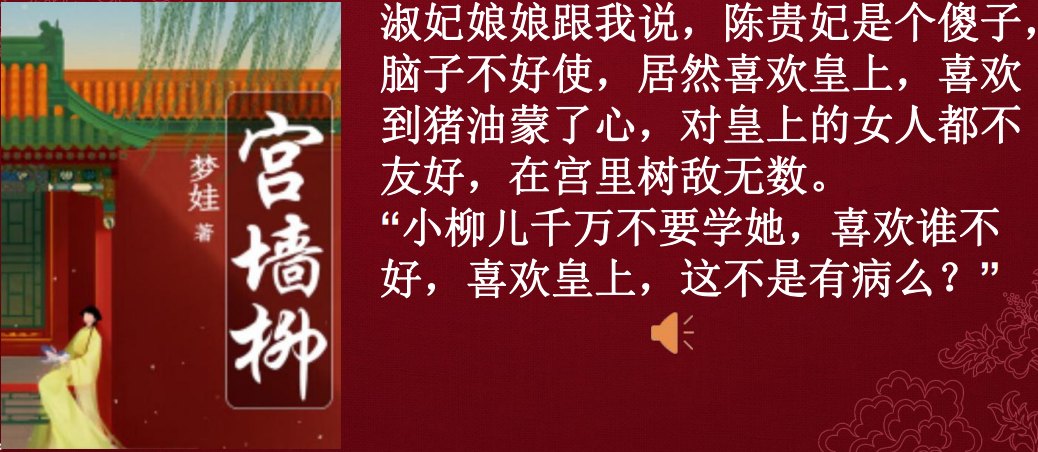 宫墙柳
梦娃 著
淑妃娘娘跟我说，陈贵妃是个傻子，
脑子不好使，居然喜欢皇上，喜欢
到猪油蒙了心，对皇上的女人都不
友好，在宫里树敌无数。
“小柳儿千万不要学她，喜欢谁不
好，喜欢皇上，这不是有病么？”